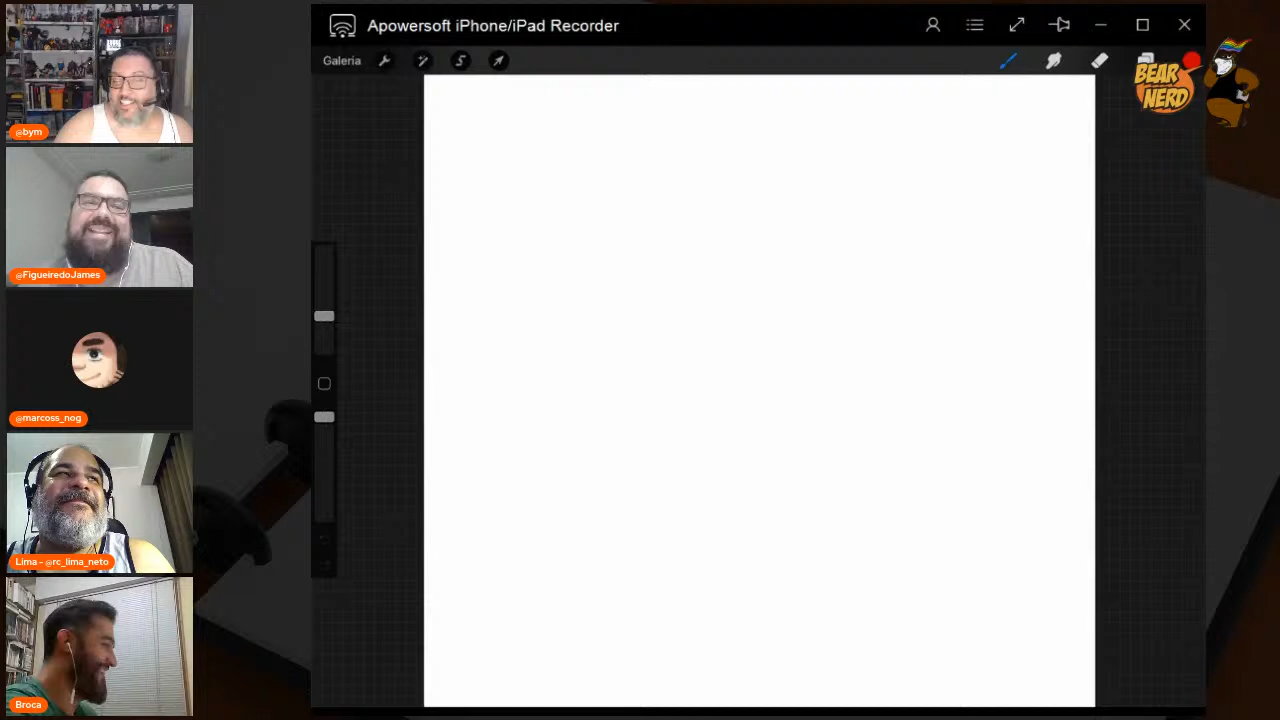 Apowersoft iPhone/iPad Recorder
Galeria
BEAR
NERD
@bym
@FigueiredoJames
@marcoss_nog
Lima - @rc_lima_neto
Broca